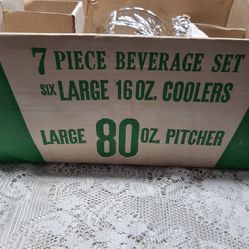 7 PIECE BEVERAGE SET
SIX LARGE 16 OZ. COOLERS
LARGE 80 OZ. PITCHER